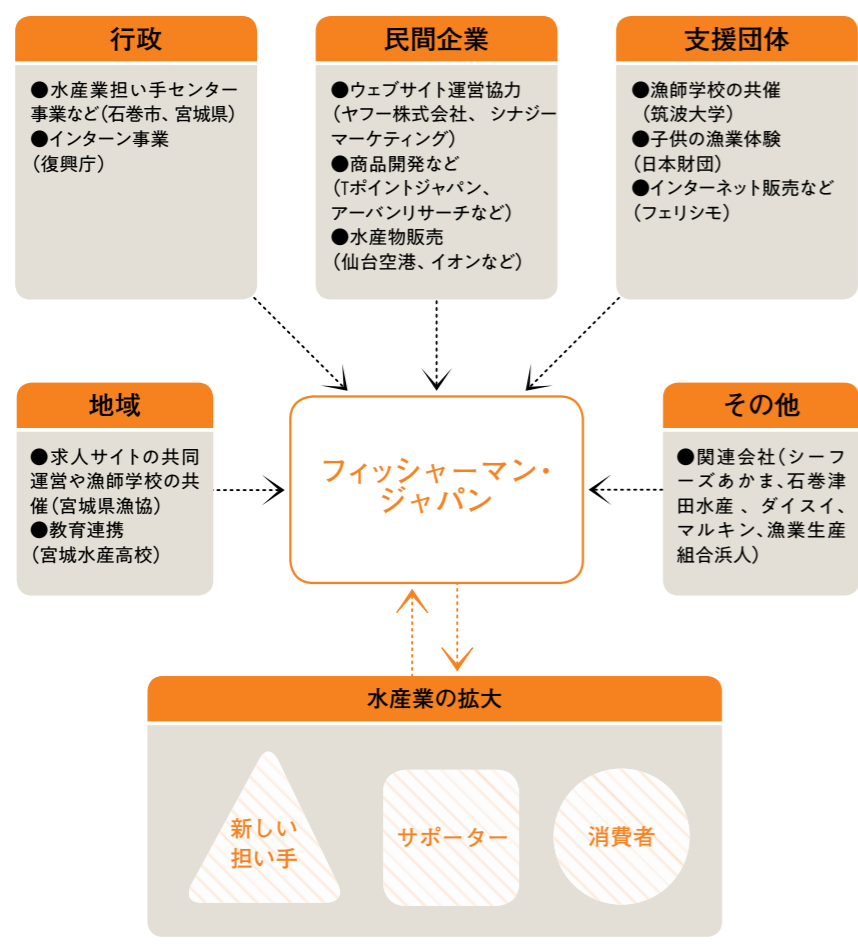 行政
●水産業担い手センター
事業など(石巻市、宮城県)
●インターン事業
(復興庁)
民間企業
●ウェブサイト運営協力
(ヤフー株式会社、シナジー
マーケティング)
●商品開発など
(Tポイントジャパン、
アーバンリサーチなど)
●水産物販売
(仙台空港、イオンなど)
支援団体
●漁師学校の共催
(筑波大学)
●子供の漁業体験
(日本財団)
●インターネット販売など
(フェリシモ)
地域
●求人サイトの共同
運営や漁師学校の共
催(宮城県漁協)
●教育連携
(宮城水産高校)
フィッシャーマン・
ジャパン
その他
●関連会社(シーフ
ーズあかま、石巻津
田水産、ダイスイ、
マルキン、漁業生産
組合浜人)
水産業の拡大
新しい
担い手
サポーター
消費者